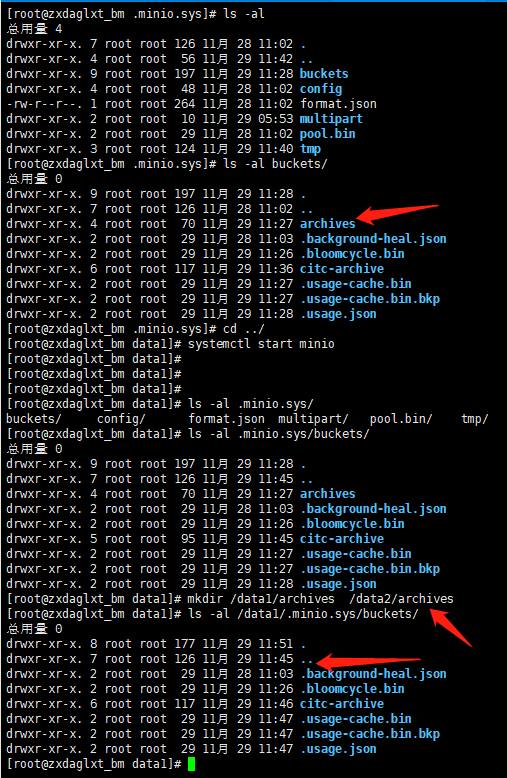 [root@zxdaglxt_bm .minio.sys]# ls -al
总用量 4
drwxr-xr-x. 7 root root 126 11月 28 11:02 .
drwxr-xr-x. 4 root root  56 11月 29 11:42 ..
drwxr-xr-x. 9 root root 197 11月 29 11:28 buckets
drwxr-xr-x. 4 root root  48 11月 28 11:02 config
-rw-r--r--. 1 root root 264 11月 28 11:02 format.json
drwxr-xr-x. 2 root root  10 11月 29 05:53 multipart
drwxr-xr-x. 2 root root  29 11月 28 11:02 pool.bin
drwxr-xr-x. 3 root root 124 11月 29 11:40 tmp
[root@zxdaglxt_bm .minio.sys]# ls -al buckets/
总用量 0
drwxr-xr-x. 9 root root 197 11月 29 11:28 .
drwxr-xr-x. 7 root root 126 11月 28 11:02 ..
drwxr-xr-x. 4 root root  70 11月 29 11:27 archives
drwxr-xr-x. 2 root root  29 11月 28 11:03 .background-heal.json
drwxr-xr-x. 2 root root  29 11月 29 11:26 .bloomcycle.bin
drwxr-xr-x. 6 root root 117 11月 29 11:36 citc-archive
drwxr-xr-x. 2 root root  29 11月 29 11:27 .usage-cache.bin
drwxr-xr-x. 2 root root  29 11月 29 11:27 .usage-cache.bin.bkp
drwxr-xr-x. 2 root root  29 11月 29 11:28 .usage.json
[root@zxdaglxt_bm .minio.sys]# cd ../
[root@zxdaglxt_bm data1]# systemctl start minio
[root@zxdaglxt_bm data1]#
[root@zxdaglxt_bm data1]#
[root@zxdaglxt_bm data1]#
[root@zxdaglxt_bm data1]# ls -al .minio.sys/
buckets/     config/      format.json  multipart/   pool.bin/    tmp/
[root@zxdaglxt_bm data1]# ls -al .minio.sys/buckets/
总用量 0
drwxr-xr-x. 9 root root 197 11月 29 11:28 .
drwxr-xr-x. 7 root root 126 11月 29 11:45 ..
drwxr-xr-x. 4 root root  70 11月 29 11:27 archives
drwxr-xr-x. 2 root root  29 11月 28 11:03 .background-heal.json
drwxr-xr-x. 2 root root  29 11月 29 11:26 .bloomcycle.bin
drwxr-xr-x. 5 root root  95 11月 29 11:45 citc-archive
drwxr-xr-x. 2 root root  29 11月 29 11:27 .usage-cache.bin
drwxr-xr-x. 2 root root  29 11月 29 11:27 .usage-cache.bin.bkp
drwxr-xr-x. 2 root root  29 11月 29 11:28 .usage.json
[root@zxdaglxt_bm data1]# mkdir /data1/archives  /data2/archives
[root@zxdaglxt_bm data1]# ls -al /data1/.minio.sys/buckets/
总用量 0
drwxr-xr-x. 8 root root 177 11月 29 11:51 .
drwxr-xr-x. 7 root root 126 11月 29 11:45 ..
drwxr-xr-x. 2 root root  29 11月 28 11:03 .background-heal.json
drwxr-xr-x. 2 root root  29 11月 29 11:26 .bloomcycle.bin
drwxr-xr-x. 6 root root 117 11月 29 11:46 citc-archive
drwxr-xr-x. 2 root root  29 11月 29 11:47 .usage-cache.bin
drwxr-xr-x. 2 root root  29 11月 29 11:47 .usage-cache.bin.bkp
drwxr-xr-x. 2 root root  29 11月 29 11:47 .usage.json
[root@zxdaglxt_bm data1]#